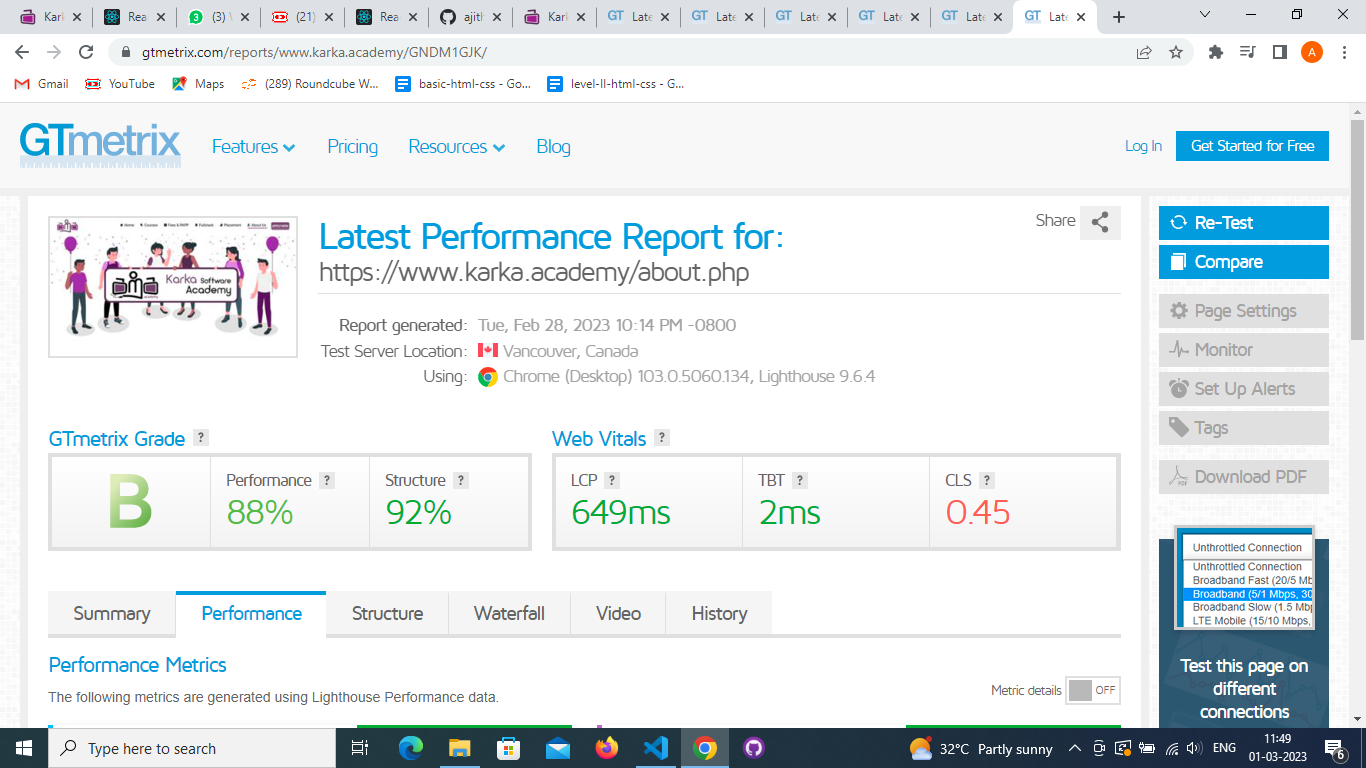 Kark
Rea
(3) \
(21)
Rea
ajith
Kark
Late
Late
Late
Late
Late
Late
gtmetrix.com/reports/www.karka.academy/GNDM1GJK/
A
Gmail
YouTube
Maps
(289) Roundcube W...
basic-html-css - Go...
level-II-html-css - G...
GTmetrix
Features
Pricing
Resources
Blog
Log In
Get Started for Free
Karka Software
Academy
Latest Performance Report for:
https://www.karka.academy/about.php
Share
Report generated: Tue, Feb 28, 2023 10:14 PM -0800
Test Server Location: Vancouver, Canada
Using: Chrome (Desktop) 103.0.5060.134, Lighthouse 9.6.4
Re-Test
Compare
Page Settings
Monitor
Set Up Alerts
Tags
Download PDF
GTmetrix Grade ?
B
Performance ?
88%
Structure ?
92%
Web Vitals ?
LCP ?
649ms
TBT ?
2ms
CLS ?
0.45
Summary
Performance
Structure
Waterfall
Video
History
Performance Metrics
The following metrics are generated using Lighthouse Performance data.
Metric details OFF
Unthrottled Connection
Unthrottled Connection
Broadband Fast (20/5 Mb
Broadband (5/1 Mbps, 30
Broadband Slow (1.5 Mbp
LTE Mobile (15/10 Mbps,
Test this page on
different
connections
Type here to search
32°C Partly sunny
ENG
11:49
01-03-2023
6